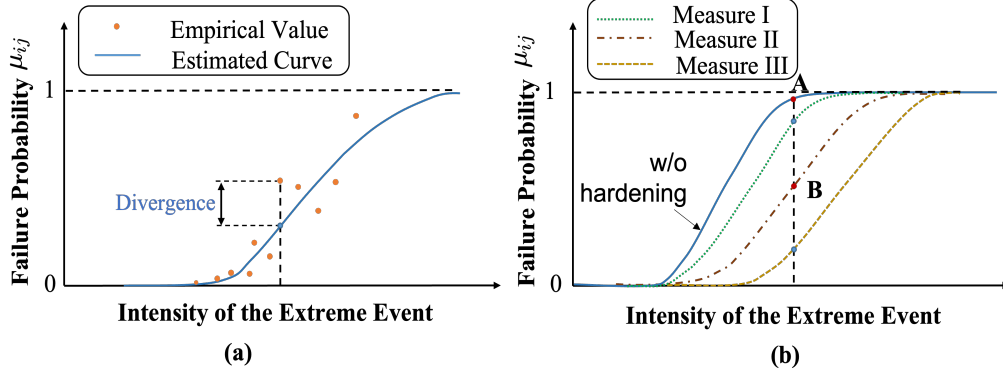 Empirical Value
Estimated Curve
Failure Probability μij
1
Divergence
0
Intensity of the Extreme Event
(a)
Measure I
Measure II
Measure III
Failure Probability μij
1
A
w/o
hardening
B
0
Intensity of the Extreme Event
(b)